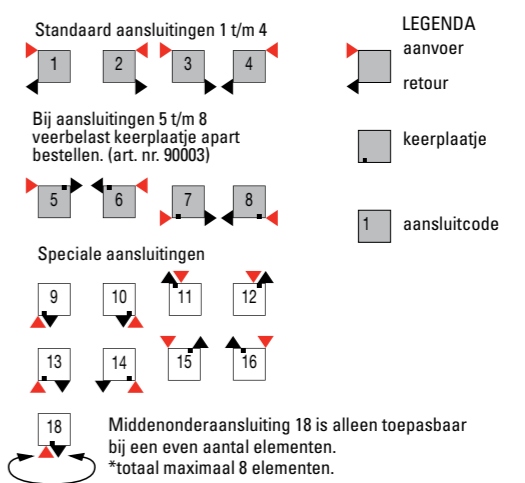 Standaard aansluitingen 1 t/m 4
1 2 3 4
Bij aansluitingen 5 t/m 8
veerbelast keerplaatje apart
bestellen. (art. nr. 90003)
5 6 7 8
Speciale aansluitingen
9 10 11 12
13 14 15 16
18
Middenonderaansluiting 18 is alleen toepasbaar
bij een even aantal elementen.
*totaal maximaal 8 elementen.
LEGENDA
aanvoer
retour
keerplaatje
1 aansluitcode